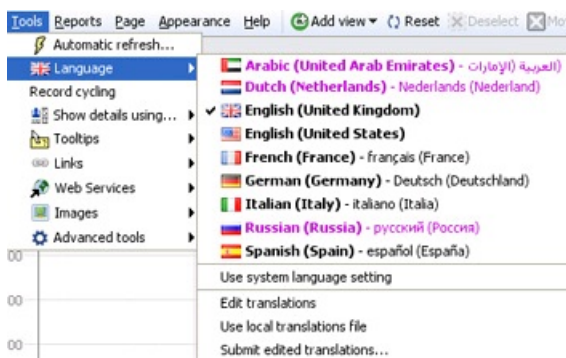 Tools Reports Page Appearance Help Add view Reset Deselect
Automatic refresh...
Language
Record cycling
Show details using...
Tooltips
Links
Web Services
Images
Advanced tools
Arabic (United Arab Emirates) - العربية (الإمارات)
Dutch (Netherlands) - Nederlands (Nederland)
English (United Kingdom)
English (United States)
French (France) - français (France)
German (Germany) - Deutsch (Deutschland)
Italian (Italy) - italiano (Italia)
Russian (Russia) - русский (Россия)
Spanish (Spain) - español (España)
Use system language setting
Edit translations
Use local translations file
Submit edited translations...
00
00
00